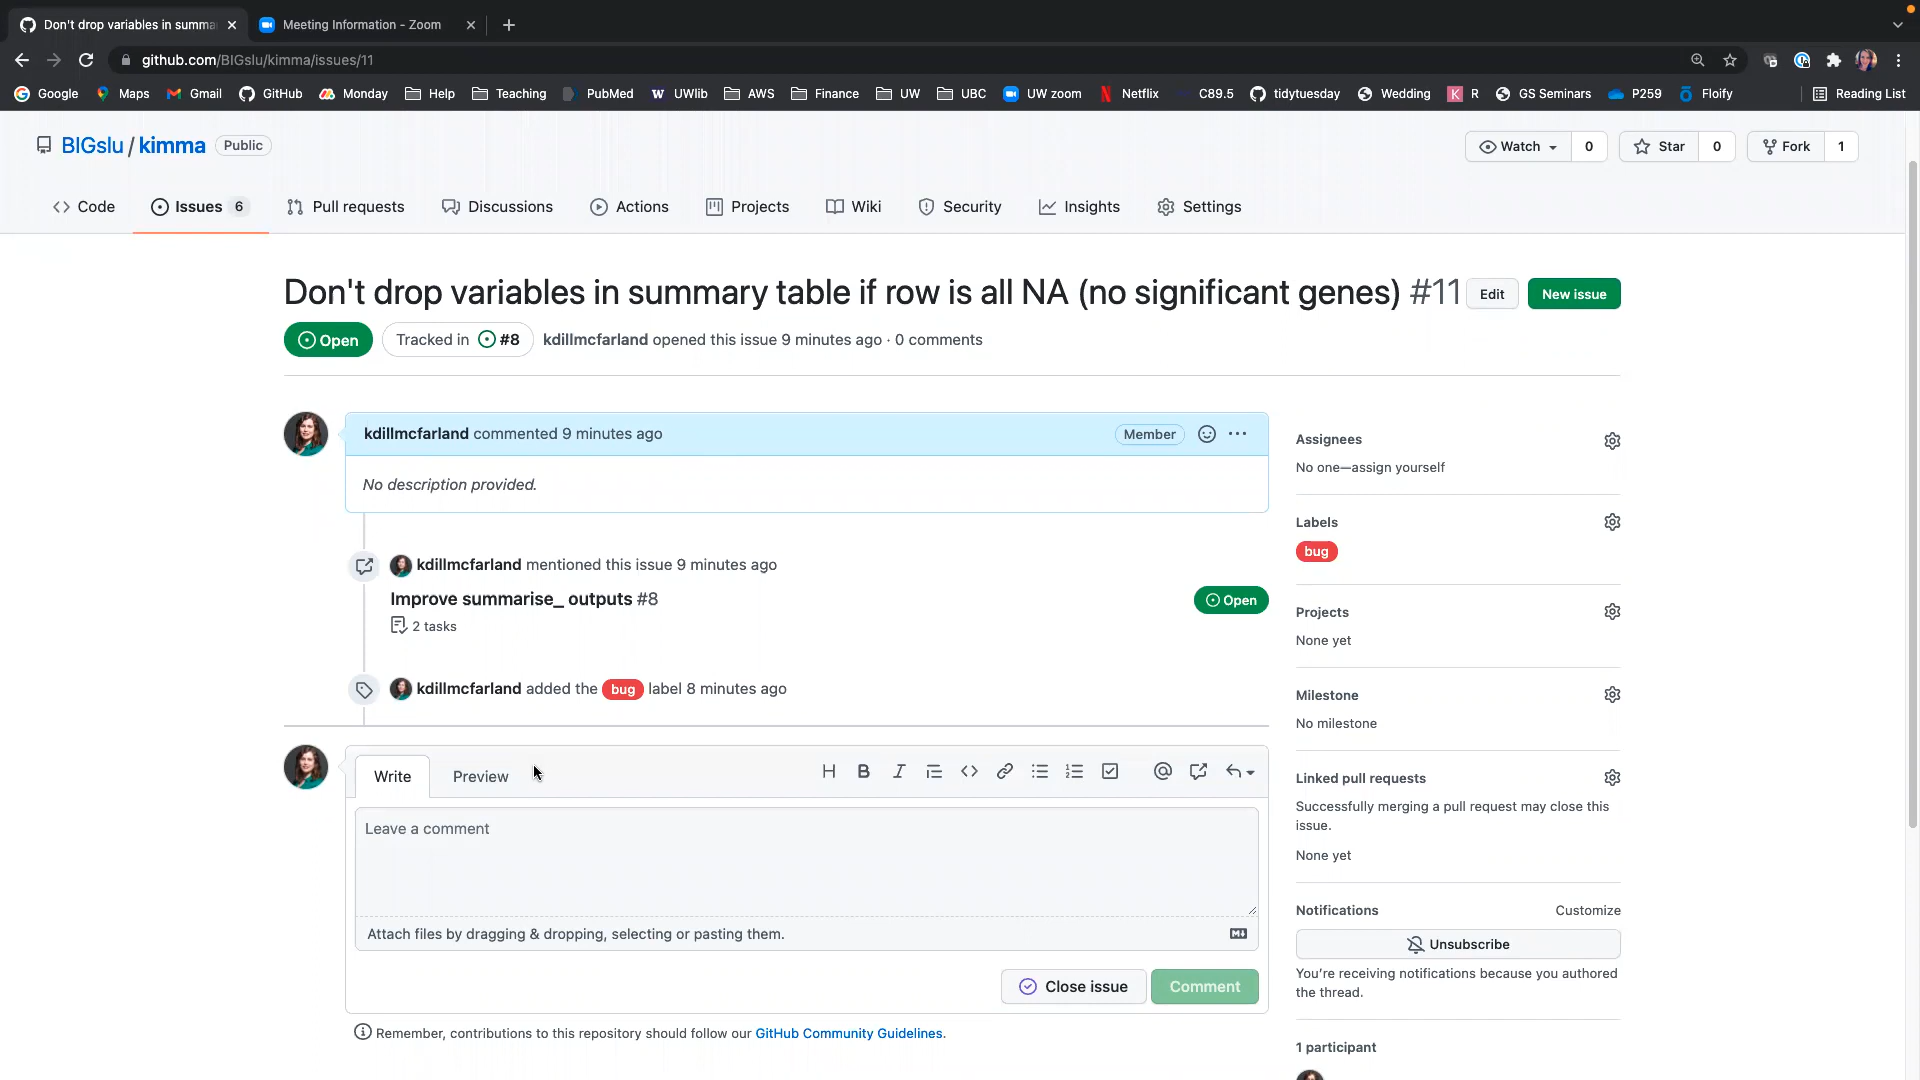 Don't drop variables in summa
Meeting Information - Zoom
github.com/BIGslu/kimma/issues/11
Google Maps Gmail GitHub Monday Help Teaching PubMed UWlib AWS Finance UW UBC UW zoom Netflix C89.5 tidytuesday Wedding R GS Seminars P259 Floify Reading List
BIGslu / kimma Public
Watch 0 Star 0 Fork 1
Code Issues 6 Pull requests Discussions Actions Projects Wiki Security Insights Settings
Don't drop variables in summary table if row is all NA (no significant genes) #11 Edit New issue
Open Tracked in #8 kdillmcfarland opened this issue 9 minutes ago · 0 comments
kdillmcfarland commented 9 minutes ago Member
No description provided.
kdillmcfarland mentioned this issue 9 minutes ago
Improve summarise_ outputs #8 Open
2 tasks
kdillmcfarland added the bug label 8 minutes ago
Write Preview
Leave a comment
Attach files by dragging & dropping, selecting or pasting them.
Close issue Comment
Remember, contributions to this repository should follow our GitHub Community Guidelines.
Assignees
No one—assign yourself
Labels
bug
Projects
None yet
Milestone
No milestone
Linked pull requests
Successfully merging a pull request may close this
issue.
None yet
Notifications Customize
Unsubscribe
You're receiving notifications because you authored
the thread.
1 participant